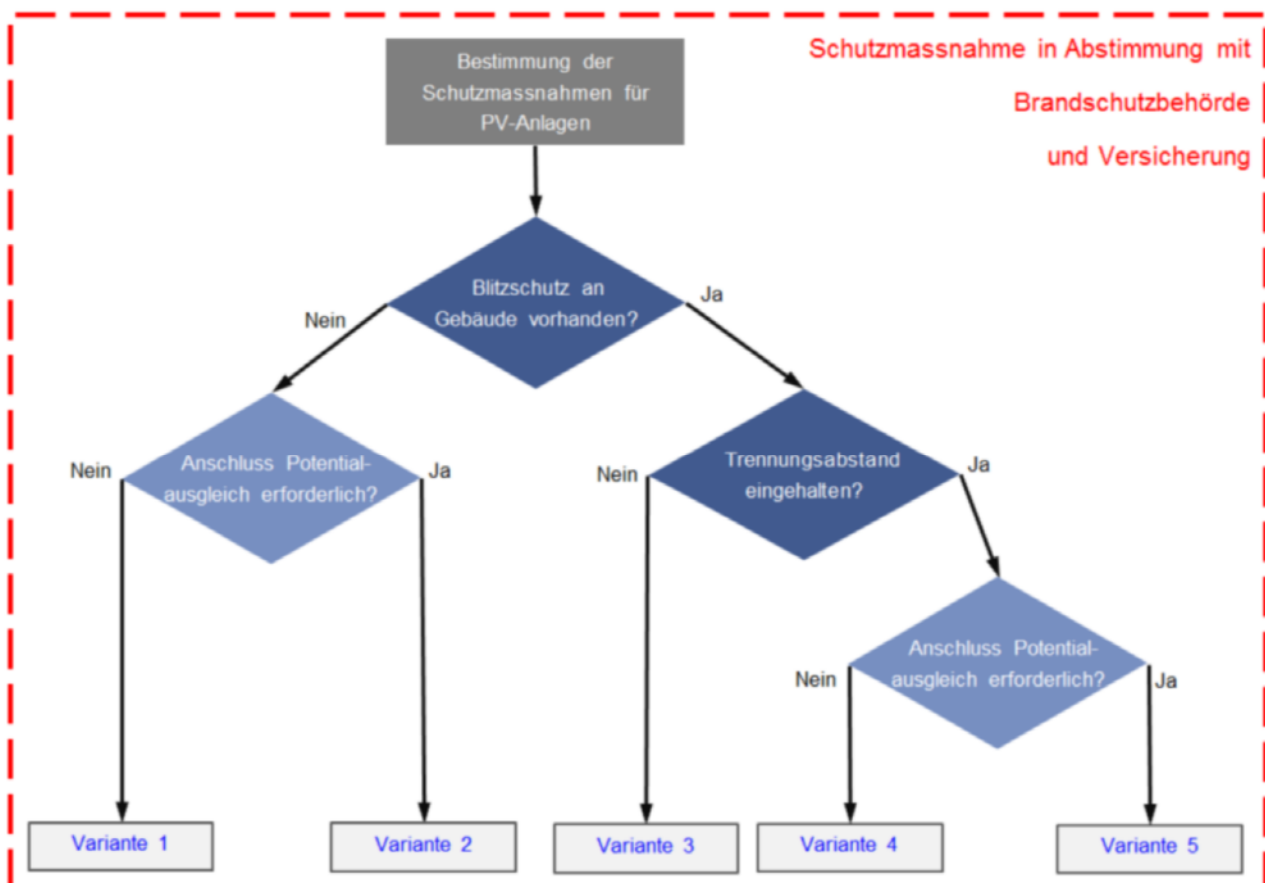 Schutzmassnahme in Abstimmung mit
Brandschutzbehörde
und Versicherung
Bestimmung der
Schutzmassnahmen für
PV-Anlagen
Blitzschutz an
Gebäude vorhanden?
Nein
Ja
Anschluss Potential-
ausgleich erforderlich?
Nein
Ja
Trennungsabstand
eingehalten?
Nein
Ja
Anschluss Potential-
ausgleich erforderlich?
Nein
Ja
Variante 1
Variante 2
Variante 3
Variante 4
Variante 5